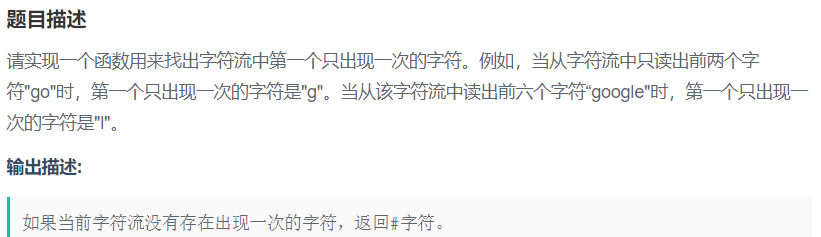 题目描述
请实现一个函数用来找出字符流中第一个只出现一次的字符。例如，当从字符流中只读出前两个字
符"go"时，第一个只出现一次的字符是"g"。当从该字符流中读出前六个字符“google"时，第一个只出现一
次的字符是"l"。
输出描述:
如果当前字符流没有存在出现一次的字符，返回#字符。